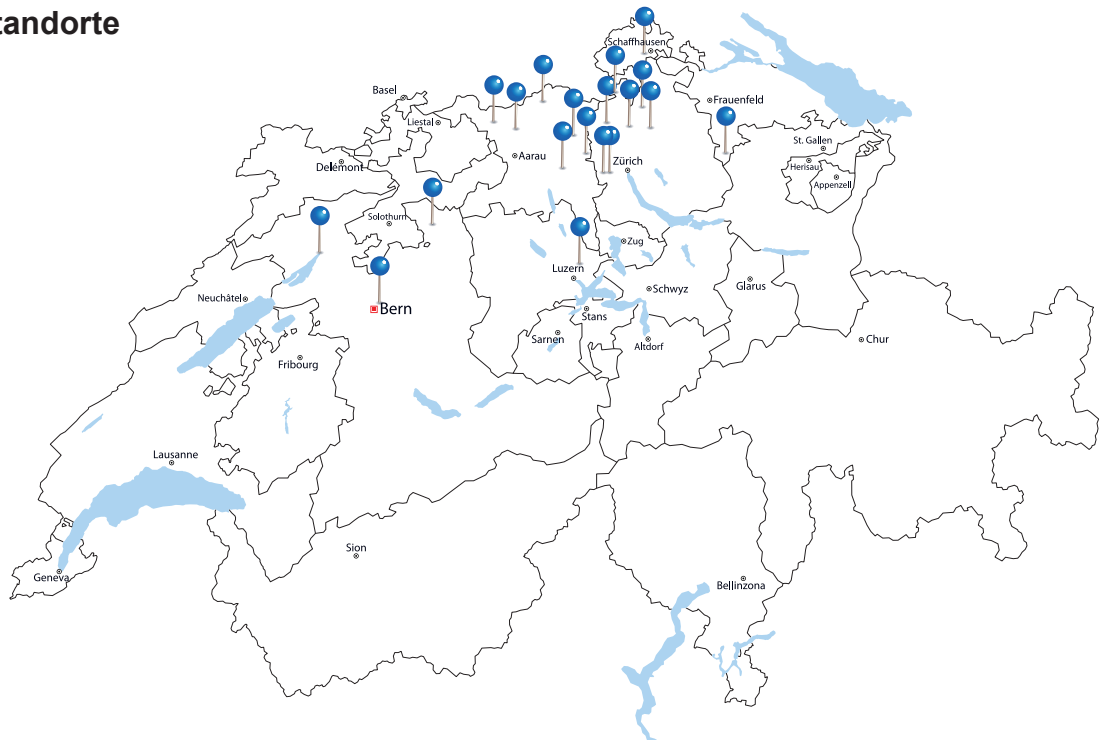 tandorte
Schaffhausen
Basel
Frauenfeld
Liestal
St. Gallen
Aarau
Herisau
Delémont
Zürich
Appenzell
Solothurn
Zug
Luzern
Glarus
Schwyz
Neuchâtel
Bern
Stans
Sarnen
Altdorf
Chur
Fribourg
Lausanne
Sion
Geneva
Bellinzona